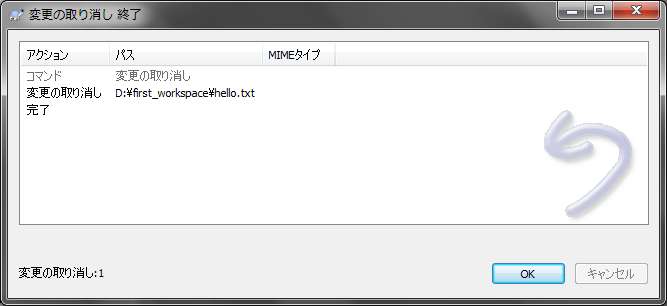 変更の取り消し 終了
アクション パス MIMEタイプ
コマンド 変更の取り消し
変更の取り消し D:¥first_workspace¥hello.txt
完了
変更の取り消し:1
OK キャンセル